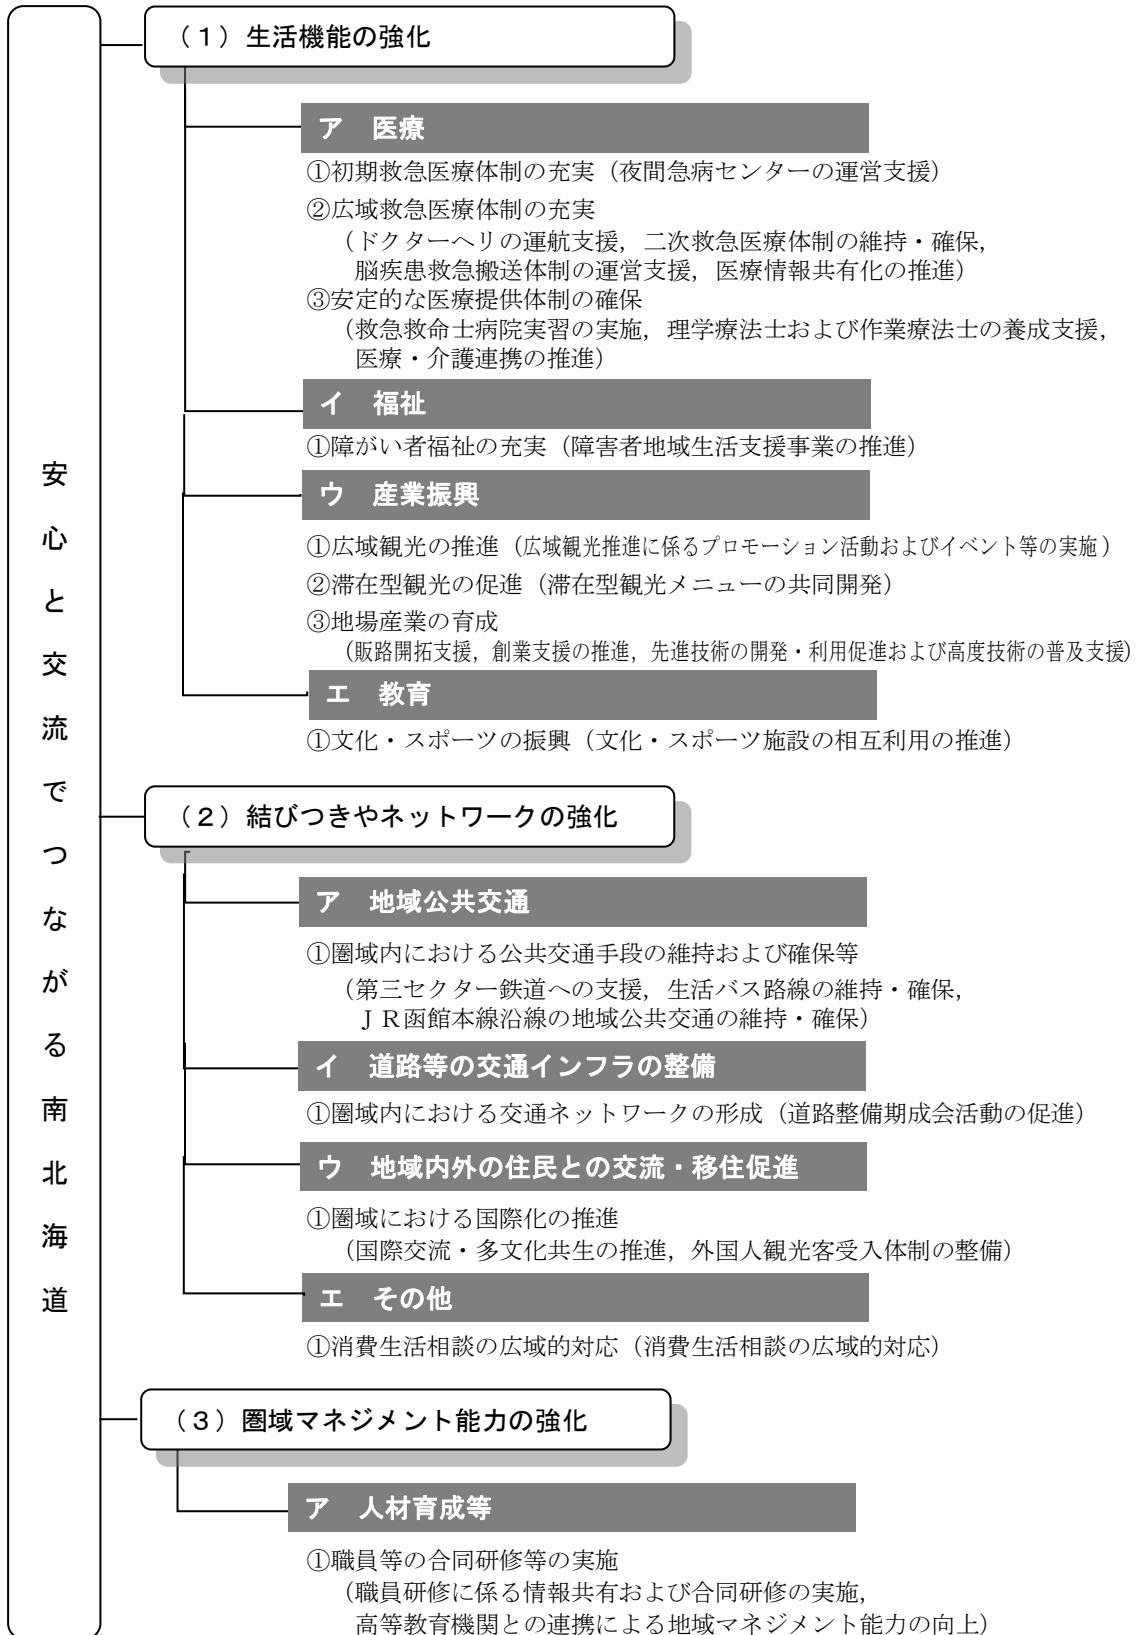 安心と交流でつながる南北海道
（１）生活機能の強化
ア　医療
①初期救急医療体制の充実（夜間急病センターの運営支援）
②広域救急医療体制の充実
（ドクターヘリの運航支援，二次救急医療体制の維持・確保，
脳疾患救急搬送体制の運営支援，医療情報共有化の推進）
③安定的な医療提供体制の確保
（救急救命士病院実習の実施，理学療法士および作業療法士の養成支援，
医療・介護連携の推進）
イ　福祉
①障がい者福祉の充実（障害者地域生活支援事業の推進）
ウ　産業振興
①広域観光の推進（広域観光推進に係るプロモーション活動およびイベント等の実施）
②滞在型観光の促進（滞在型観光メニューの共同開発）
③地場産業の育成
（販路開拓支援，創業支援の推進，先進技術の開発・利用促進および高度技術の普及支援）
エ　教育
①文化・スポーツの振興（文化・スポーツ施設の相互利用の推進）
（２）結びつきやネットワークの強化
ア　地域公共交通
①圏域内における公共交通手段の維持および確保等
（第三セクター鉄道への支援，生活バス路線の維持・確保，
ＪＲ函館本線沿線の地域公共交通の維持・確保）
イ　道路等の交通インフラの整備
①圏域内における交通ネットワークの形成（道路整備期成会活動の促進）
ウ　地域内外の住民との交流・移住促進
①圏域における国際化の推進
（国際交流・多文化共生の推進，外国人観光客受入体制の整備）
エ　その他
①消費生活相談の広域的対応（消費生活相談の広域的対応）
（３）圏域マネジメント能力の強化
ア　人材育成等
①職員等の合同研修等の実施
（職員研修に係る情報共有および合同研修の実施，
高等教育機関との連携による地域マネジメント能力の向上）